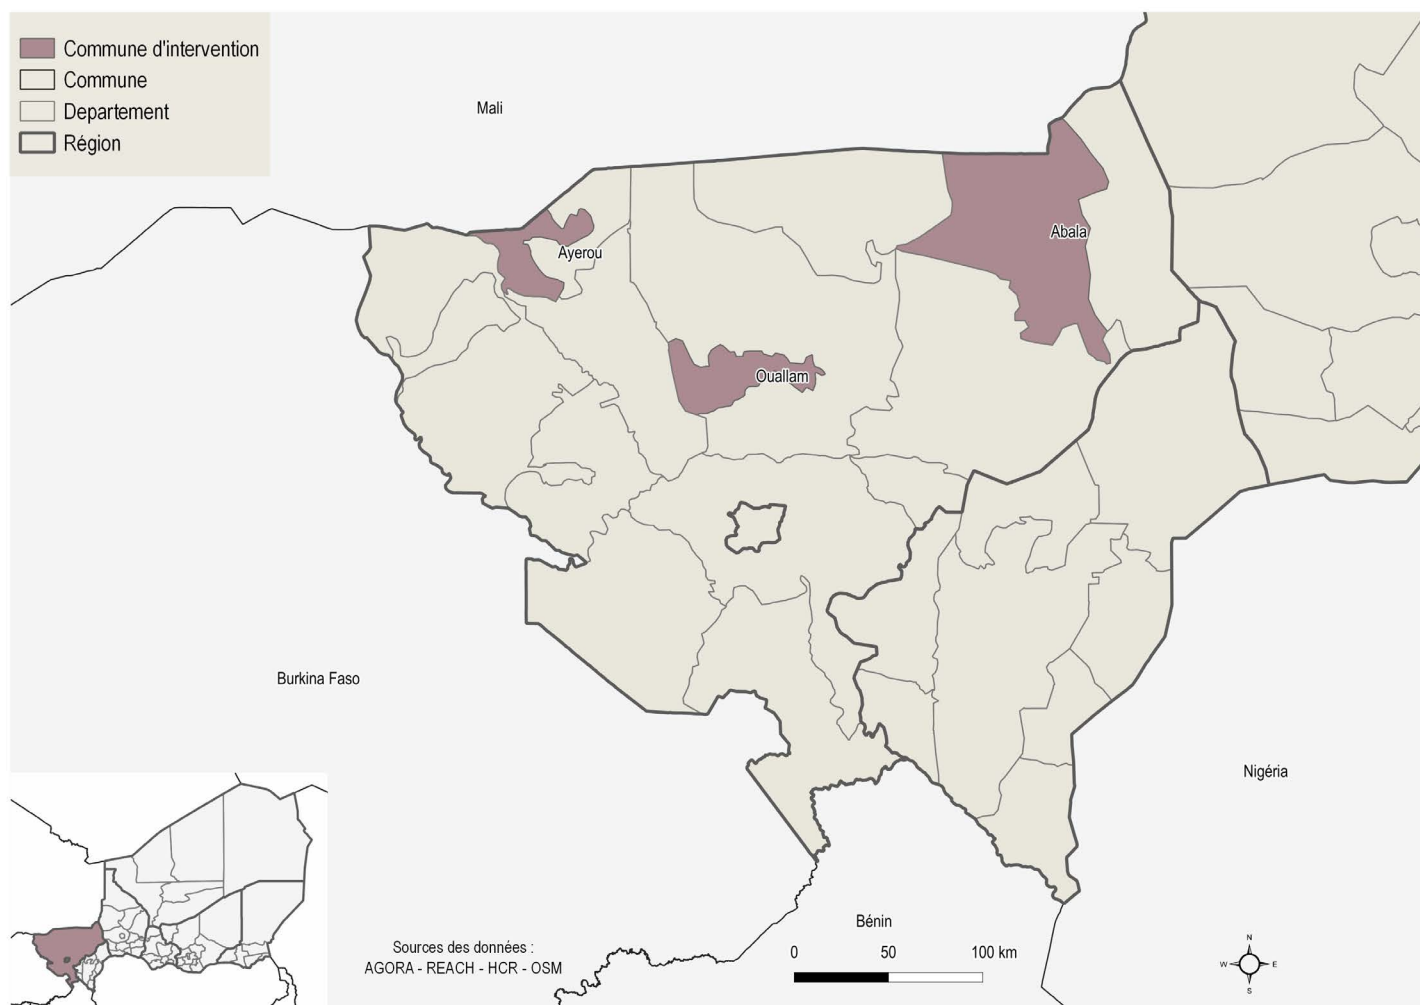 Commune d'intervention
Commune
Departement
Région
Mali
Abala
Ayerou
Ouallam
Burkina Faso
Nigéria
Bénin
Sources des données :
AGORA - REACH - HCR - OSM
0 50 100 km
N
W E
S